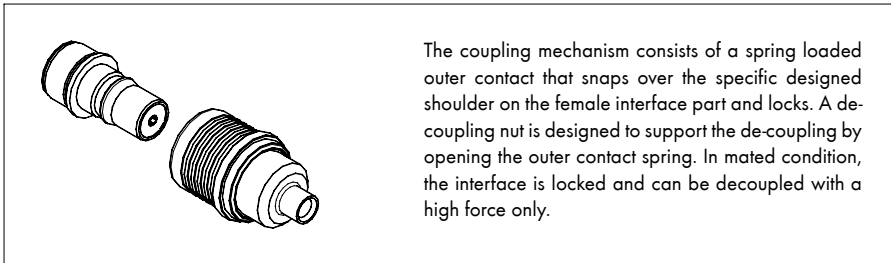 The coupling mechanism consists of a spring loaded
outer contact that snaps over the specific designed
shoulder on the female interface part and locks. A de-
coupling nut is designed to support the de-coupling by
opening the outer contact spring. In mated condition,
the interface is locked and can be decoupled with a
high force only.